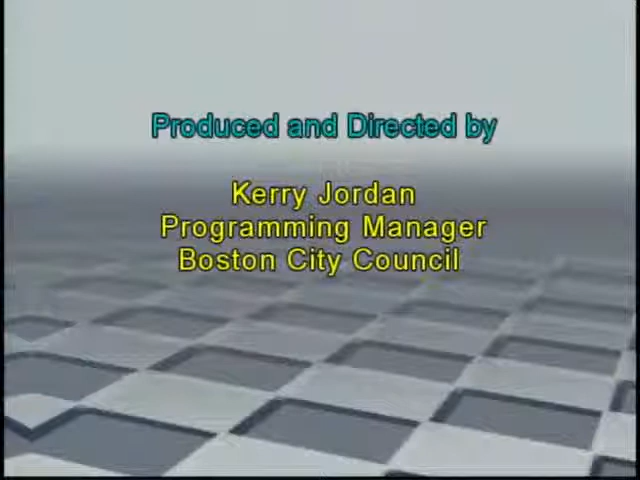 Produced and Directed by
Kerry Jordan
Programming Manager
Boston City Council